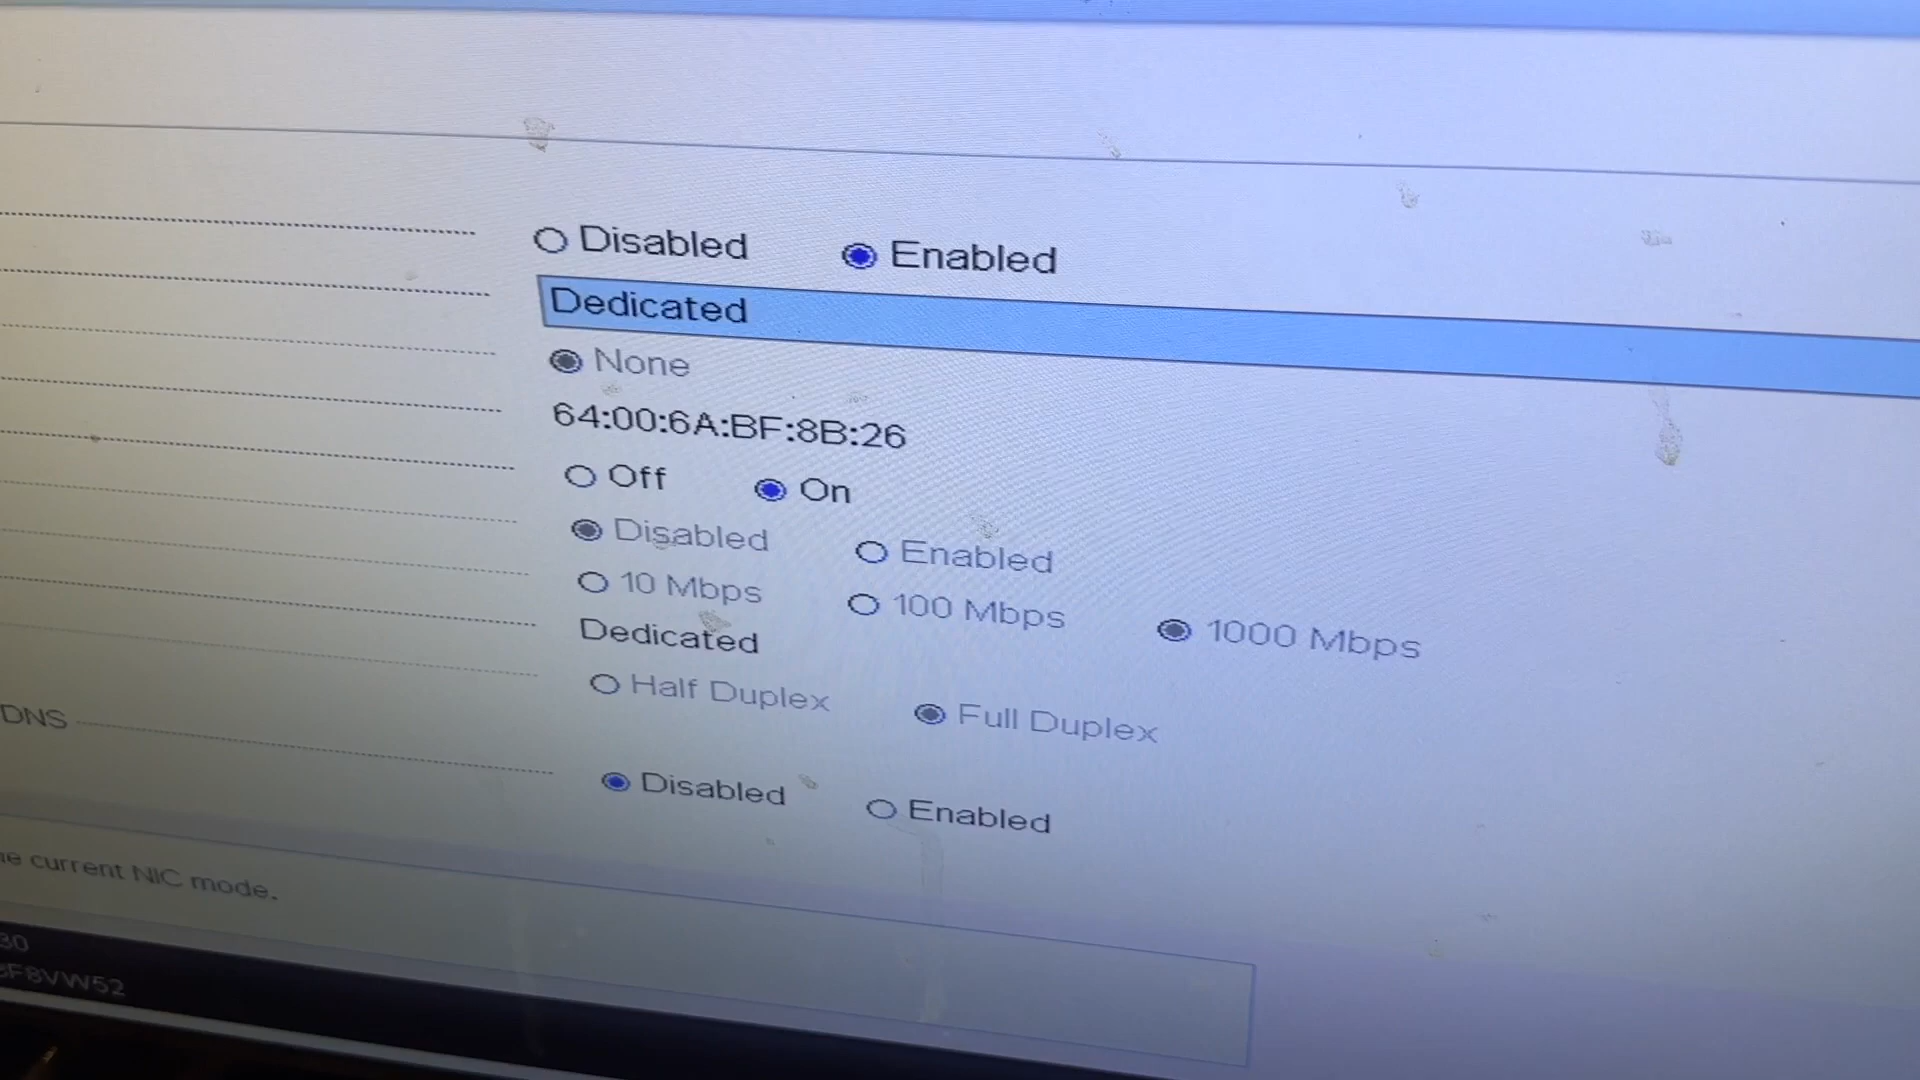 Disabled Enabled
Dedicated
None
64:00:6A:BF:8B:26
Off On
Disabled Enabled
10 Mbps 100 Mbps 1000 Mbps
Dedicated
Half Duplex Full Duplex
DNS
Disabled Enabled
current NIC mode.
30
F8VW52